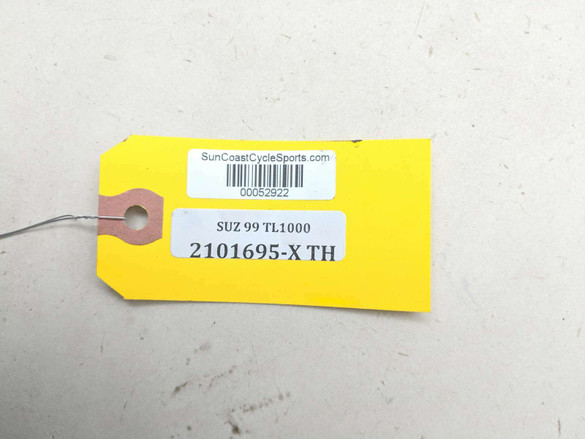 SunCoastCycleSports.com
00052922
SUZ 99 TL1000
2101695-X TH